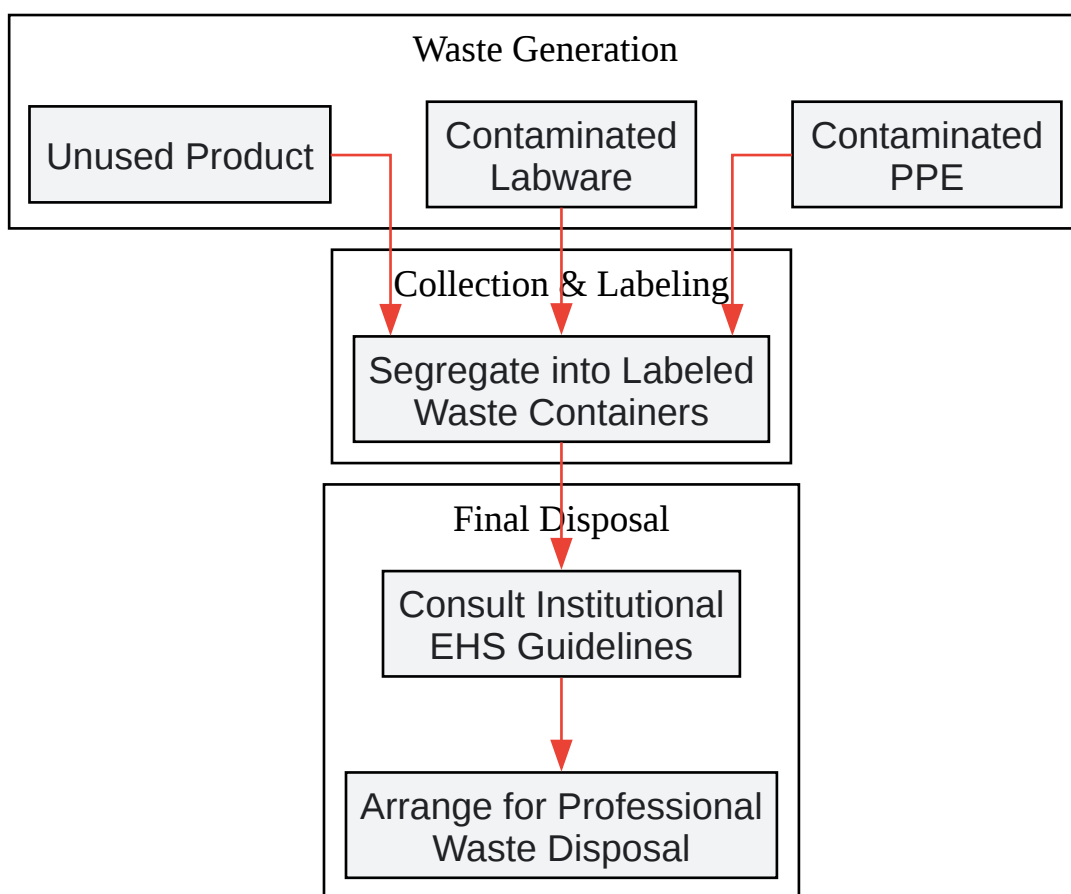 Waste Generation
Unused Product
Contaminated
Labware
Contaminated
PPE
Collection & Labeling
Segregate into Labeled
Waste Containers
Final Disposal
Consult Institutional
EHS Guidelines
Arrange for Professional
Waste Disposal